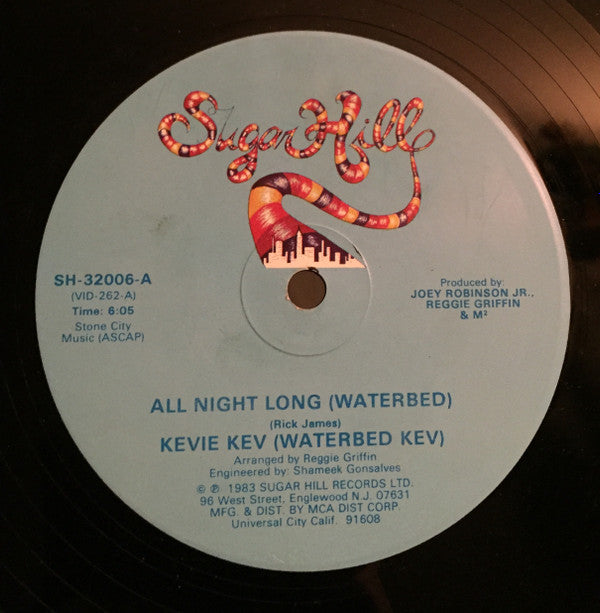 Sugar Hill
SH-32006-A
(VID-262-A)
Time: 6:05
Stone City
Music (ASCAP)
Produced by:
JOEY ROBINSON JR.,
REGGIE GRIFFIN
& M²
ALL NIGHT LONG (WATERBED)
(Rick James)
KEVIE KEV (WATERBED KEV)
Arranged by Reggie Griffin
Engineered by: Shameek Gonsalves
© ℗ 1983 SUGAR HILL RECORDS LTD.
96 West Street, Englewood N.J. 07631
MFG. & DIST. BY MCA DIST CORP.
Universal City Calif. 91608